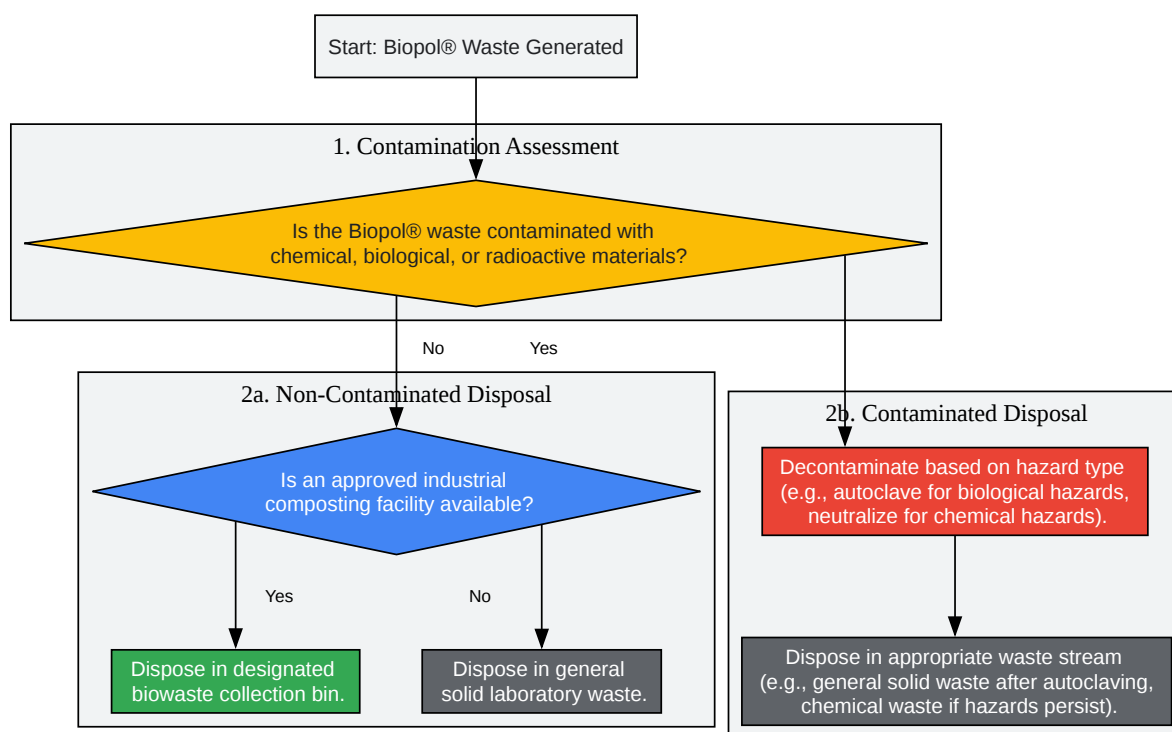 Start: Biopol® Waste Generated
1. Contamination Assessment
Is the Biopol® waste contaminated with
chemical, biological, or radioactive materials?
No
Yes
2a. Non-Contaminated Disposal
Is an approved industrial
composting facility available?
Yes
No
Dispose in designated
biowaste collection bin.
Dispose in general
solid laboratory waste.
2b. Contaminated Disposal
Decontaminate based on hazard type
(e.g., autoclave for biological hazards,
neutralize for chemical hazards).
Dispose in appropriate waste stream
(e.g., general solid waste after autoclaving,
chemical waste if hazards persist).